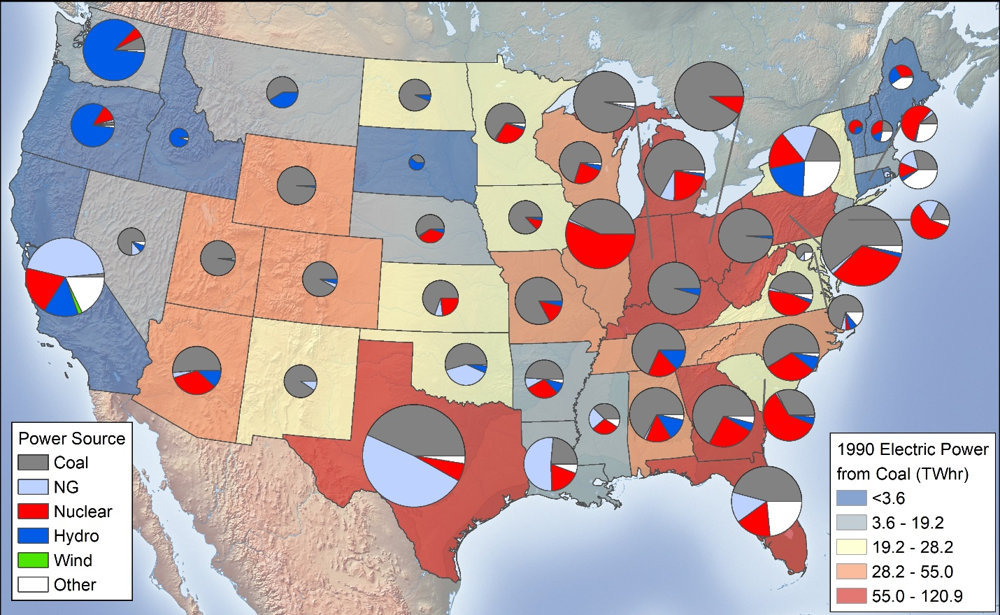 Power Source
Coal
NG
Nuclear
Hydro
Wind
Other
1990 Electric Power
from Coal (TWhr)
<3.6
3.6 - 19.2
19.2 - 28.2
28.2 - 55.0
55.0 - 120.9